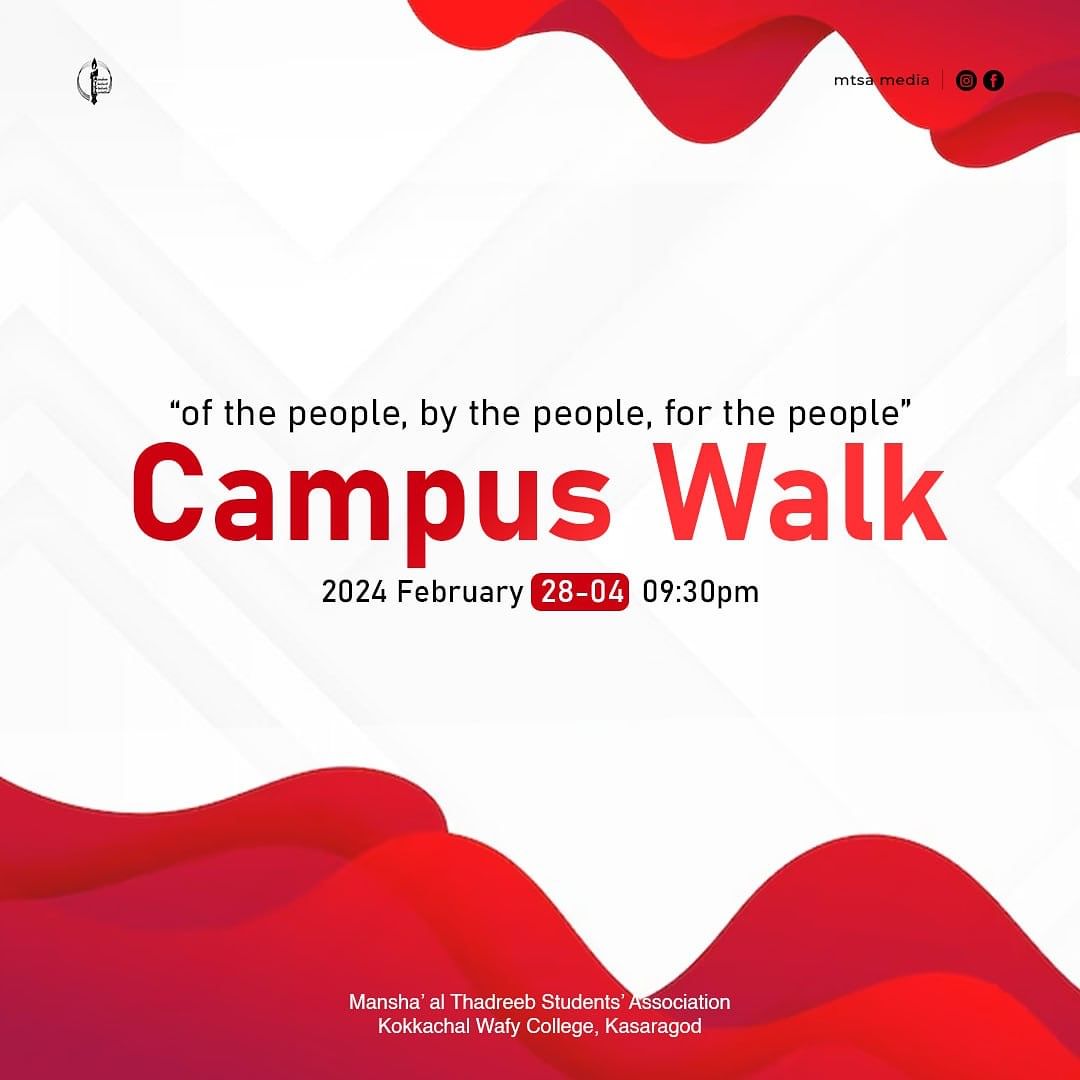 mtsa media
“of the people, by the people, for the people”
Campus Walk
2024 February 28-04 09:30pm
Mansha’ al Thadreeb Students’ Association
Kokkachal Wafy College, Kasaragod